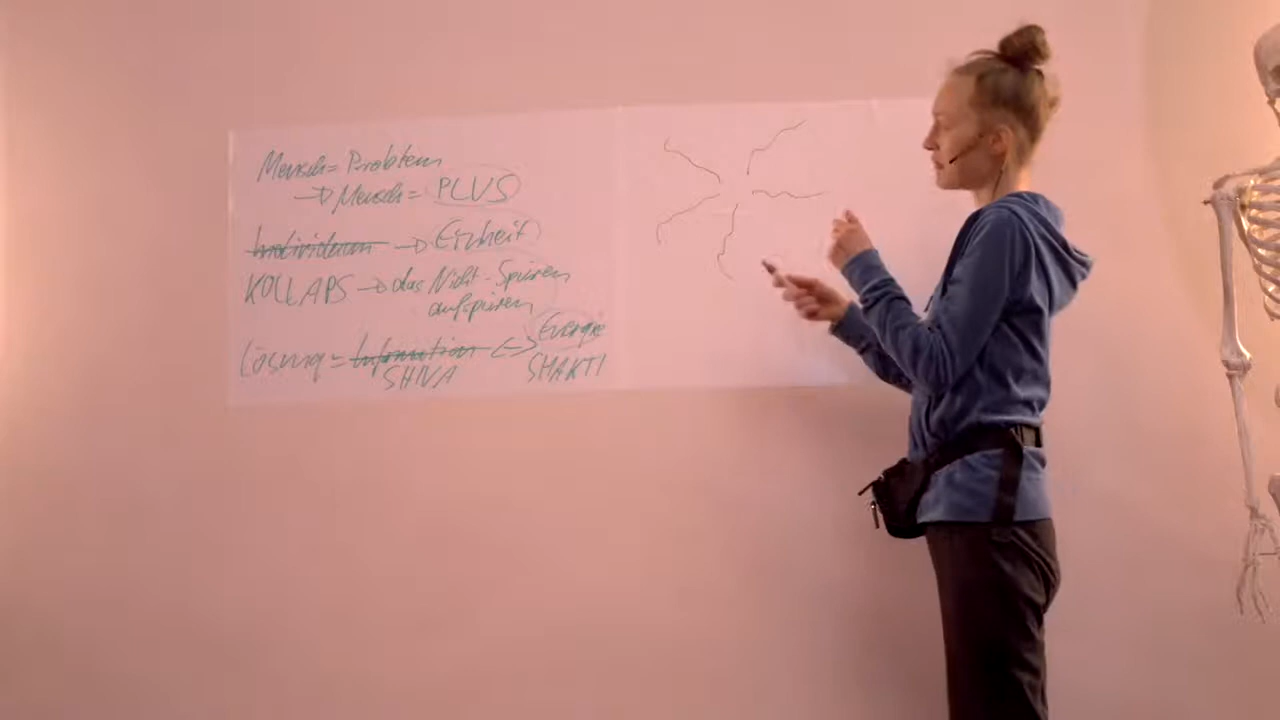 Mensch = Problem
→ Mensch = PLUS
Individuum → Einheit
KOLLAPS → das Nicht-Spüren
aufspüren
Lösung = Information <-> Energie
SHIVA SHAKTI